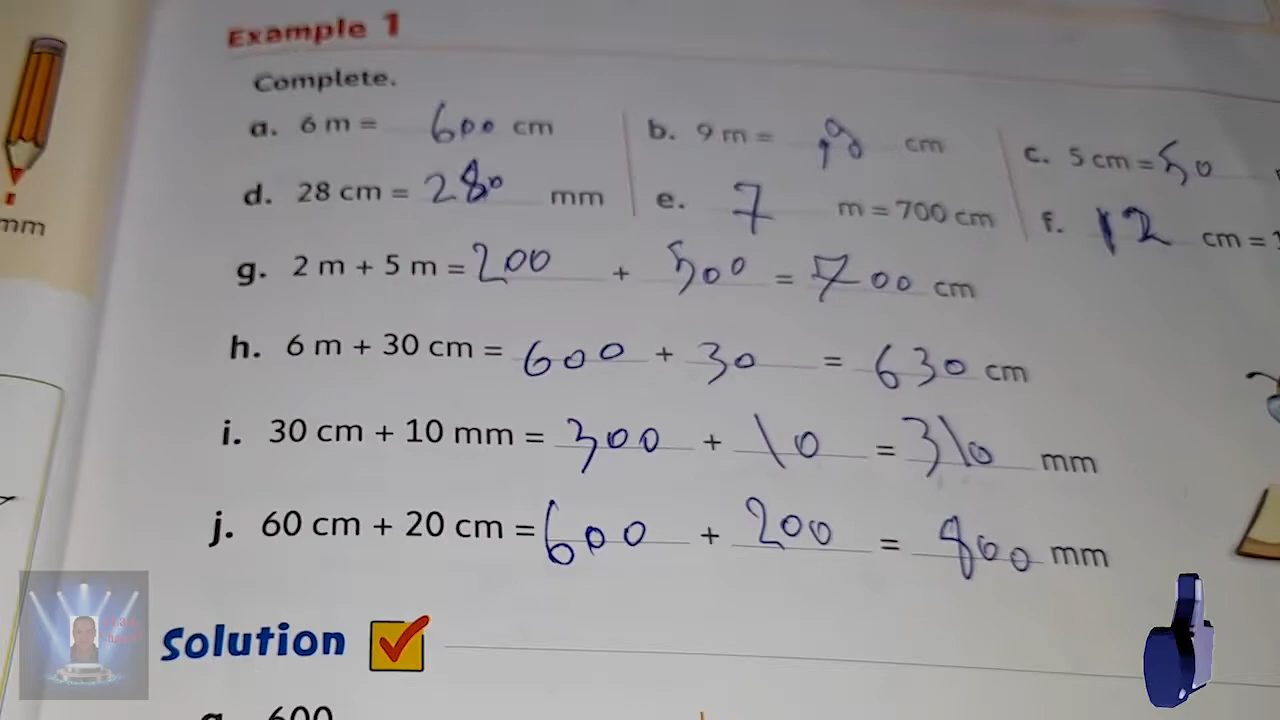 Example 1
Complete.
a. 6 m = 600 cm b. 9 m = cm c. 5 cm = 50
d. 28 cm = 280 mm e. 7 m = 700 cm f. 12 cm =
g. 2 m + 5 m = 200 + 500 = 700 cm
h. 6 m + 30 cm = 600 + 30 = 630 cm
i. 30 cm + 10 mm = 300 + 10 = 310 mm
j. 60 cm + 20 cm = 600 + 200 = 800 mm
Solution
a. 600
mm